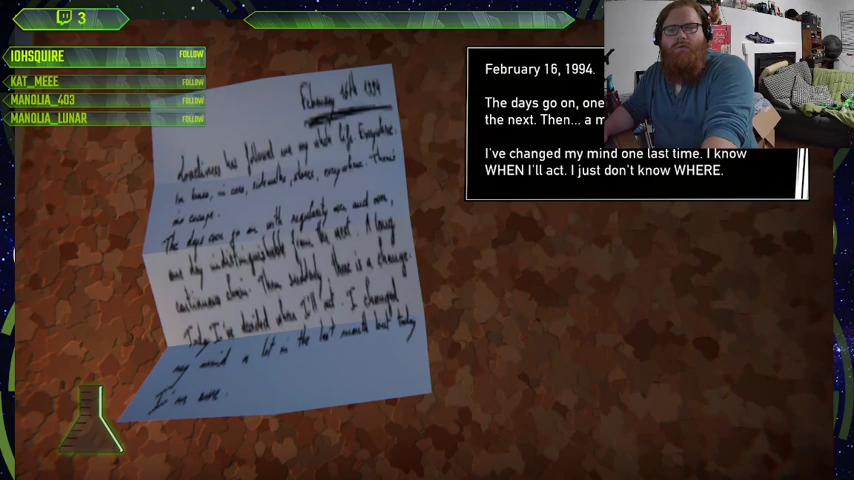 3
IOHSQUIRE
FOLLOW
KAT_MEEE
FOLLOW
MANOLIA_403
FOLLOW
MANOLIA_LUNAR
FOLLOW
February 16th 1994
Loneliness has followed me my whole life. Everywhere.
In bars, in cars, sidewalks, stores, everywhere. There's
no escape.
The days can go on with regularity over and over,
one day indistinguishable from the next. A long
continuous chain. Then suddenly there is a change.
Today I've decided when I'll act. I changed
my mind a lot in the last month but today
I'm sure.
February 16, 1994.
The days go on, one
the next. Then... a m
I've changed my mind one last time. I know
WHEN I'll act. I just don't know WHERE.